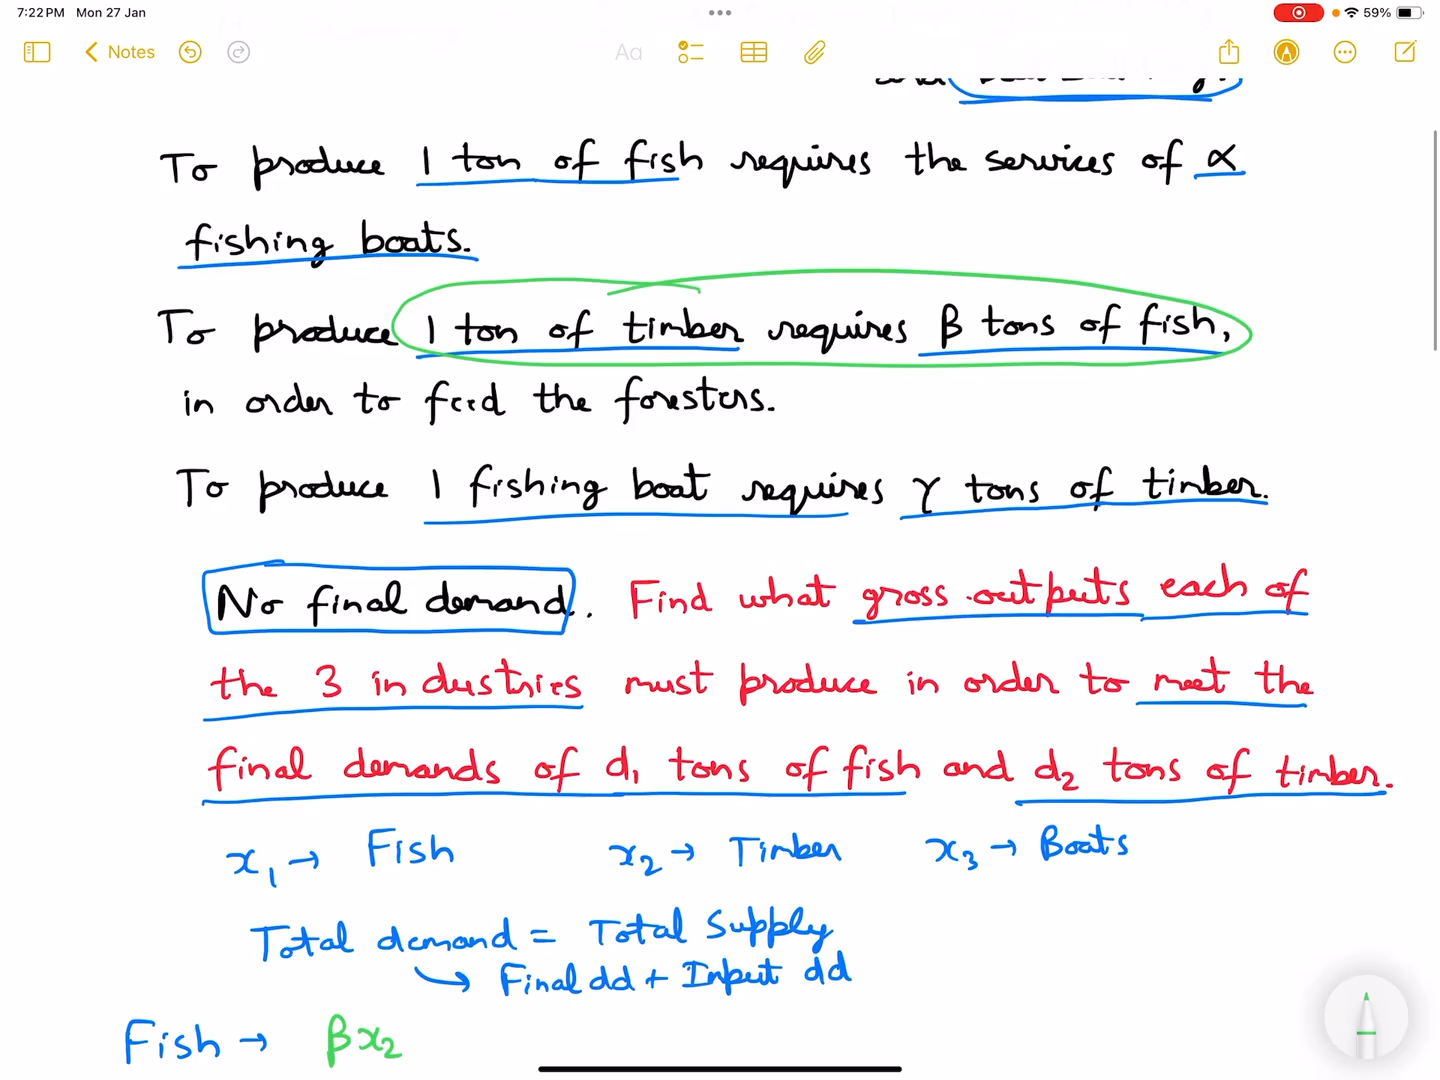 7:22 PM Mon 27 Jan
59%
Notes
Aa
To produce 1 ton of fish requires the services of α
fishing boats.
To produce 1 ton of timber requires β tons of fish,
in order to feed the foresters.
To produce 1 fishing boat requires γ tons of timber.
No final demand. Find what gross outputs each of
the 3 industries must produce in order to meet the
final demands of d₁ tons of fish and d₂ tons of timber.
x₁ → Fish x₂ → Timber x₃ → Boats
Total demand = Total Supply
↳ Final dd + Input dd
Fish → βx₂